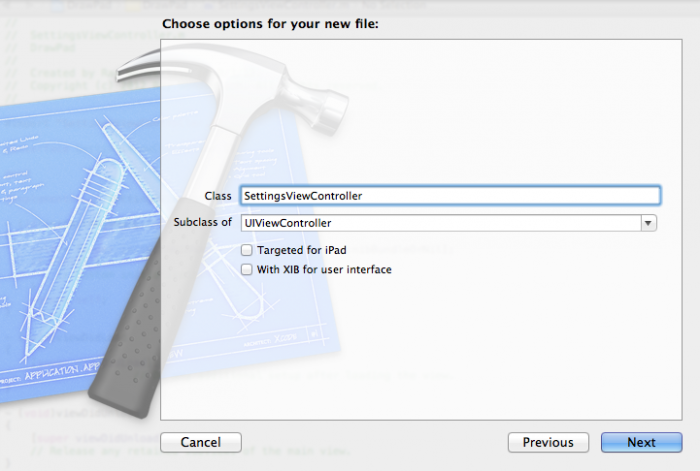 Choose options for your new file:
Class SettingsViewController
Subclass of UIViewController
Targeted for iPad
With XIB for user interface
Cancel Previous Next